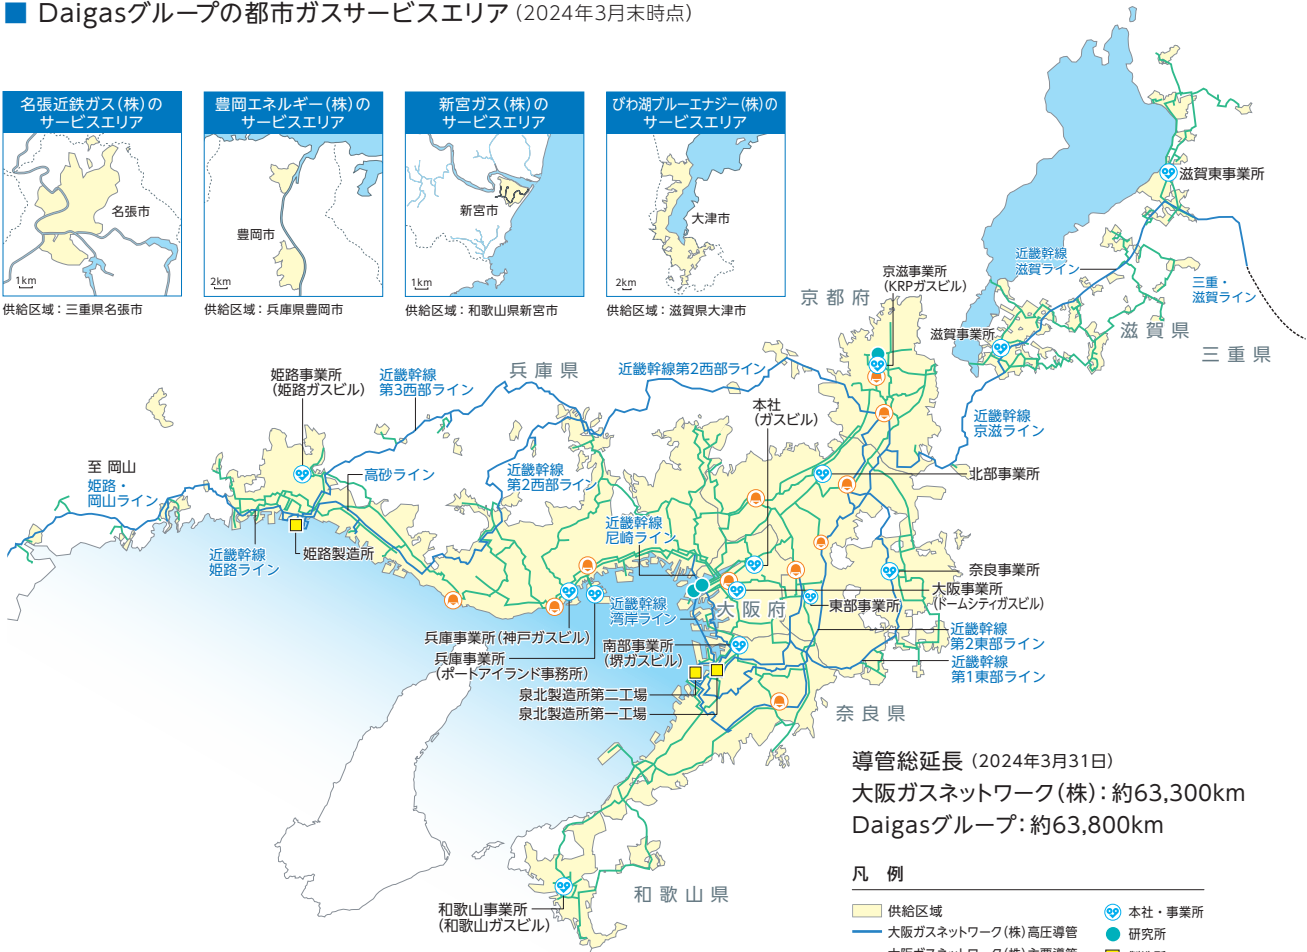 Daigasグループの都市ガスサービスエリア（2024年3月末時点）
名張近鉄ガス（株）の
サービスエリア
名張市
1km
供給区域：三重県名張市
豊岡エネルギー（株）の
サービスエリア
豊岡市
2km
供給区域：兵庫県豊岡市
新宮ガス（株）の
サービスエリア
新宮市
1km
供給区域：和歌山県新宮市
びわ湖ブルーエナジー（株）の
サービスエリア
大津市
2km
供給区域：滋賀県大津市
滋賀東事業所
近畿幹線
滋賀ライン
三重・
滋賀ライン
京滋事業所
（KRPガスビル）
京都府
滋賀事業所
滋賀県
三重県
兵庫県
近畿幹線第2西部ライン
姫路事業所
（姫路ガスビル）
近畿幹線
第3西部ライン
本社
（ガスビル）
近畿幹線
京滋ライン
至 岡山
姫路・
岡山ライン
高砂ライン
近畿幹線
第2西部ライン
北部事業所
近畿幹線
尼崎ライン
近畿幹線
姫路ライン
姫路製造所
奈良事業所
大阪事業所
（ドームシティガスビル）
大阪府
東部事業所
近畿幹線
湾岸ライン
兵庫事業所（神戸ガスビル）
兵庫事業所
（ポートアイランド事務所）
南部事業所
（堺ガスビル）
近畿幹線
第2東部ライン
近畿幹線
第1東部ライン
泉北製造所第二工場
泉北製造所第一工場
奈良県
導管総延長（2024年3月31日）
大阪ガスネットワーク（株）：約63,300km
Daigasグループ：約63,800km
和歌山県
和歌山事業所
（和歌山ガスビル）
凡 例
供給区域
本社・事業所
大阪ガスネットワーク（株）高圧導管
研究所